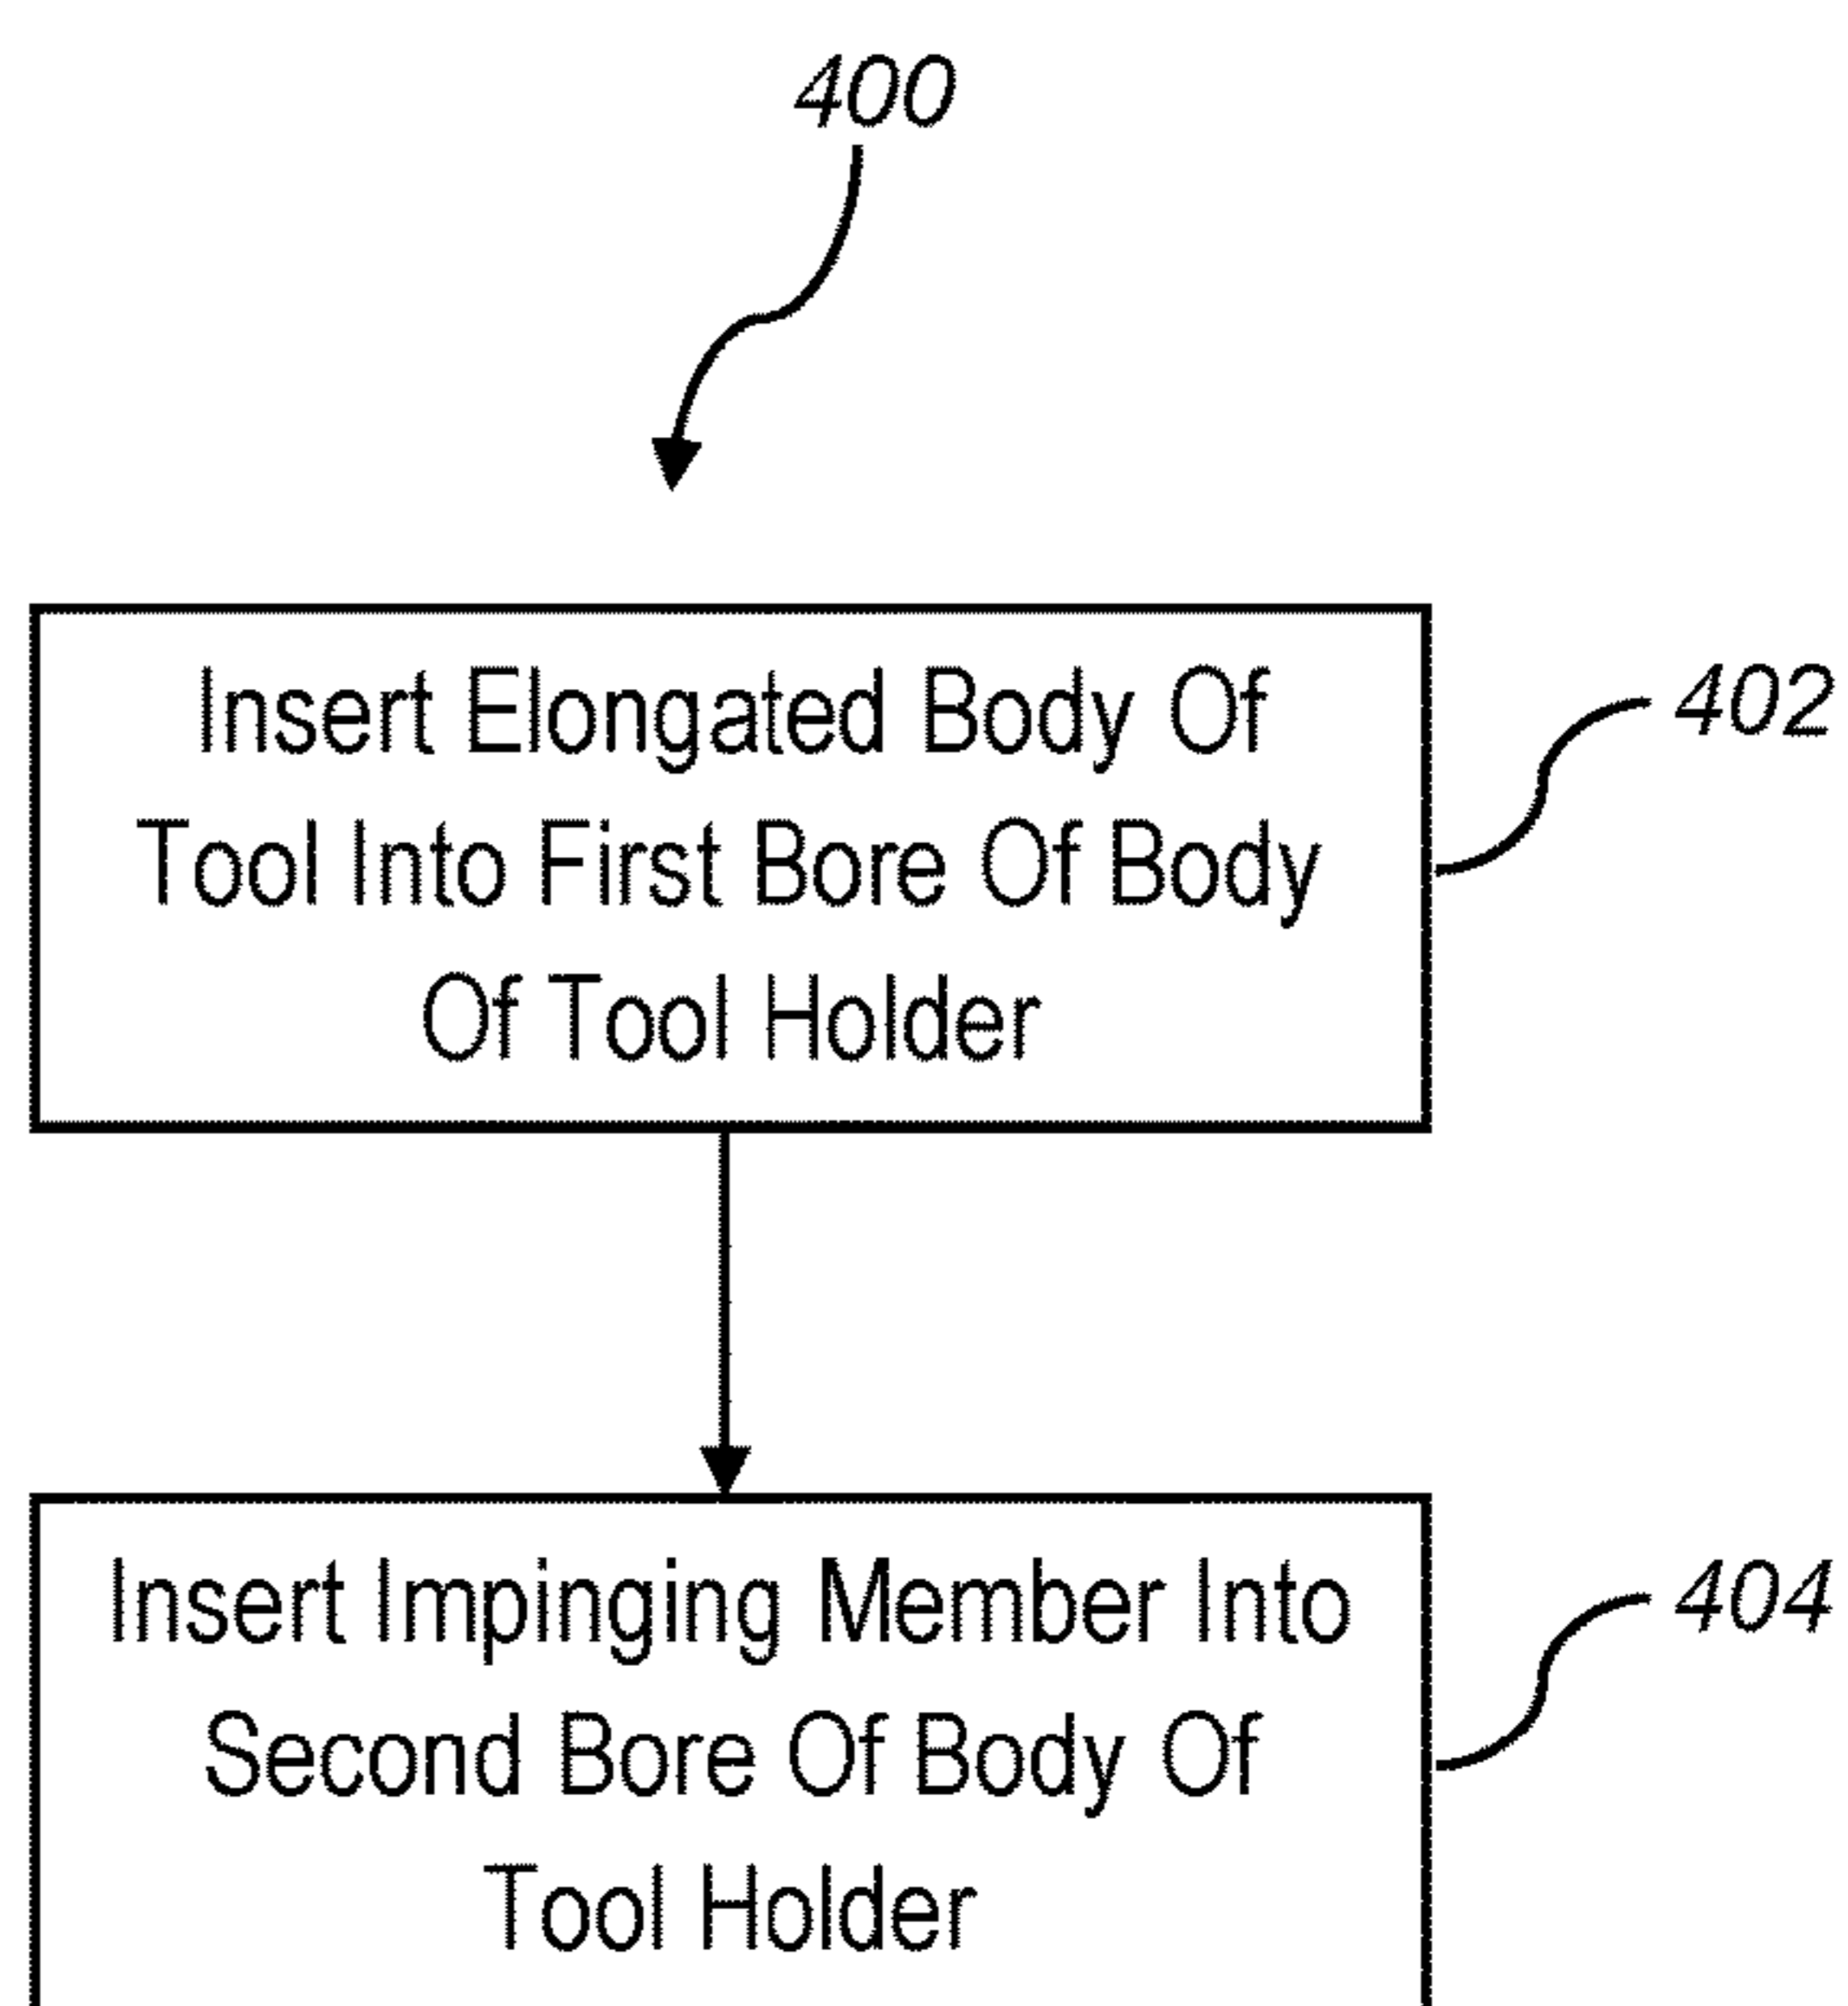 400
Insert Elongated Body Of
Tool Into First Bore Of Body
Of Tool Holder
402
Insert Impinging Member Into
Second Bore Of Body Of
Tool Holder
404